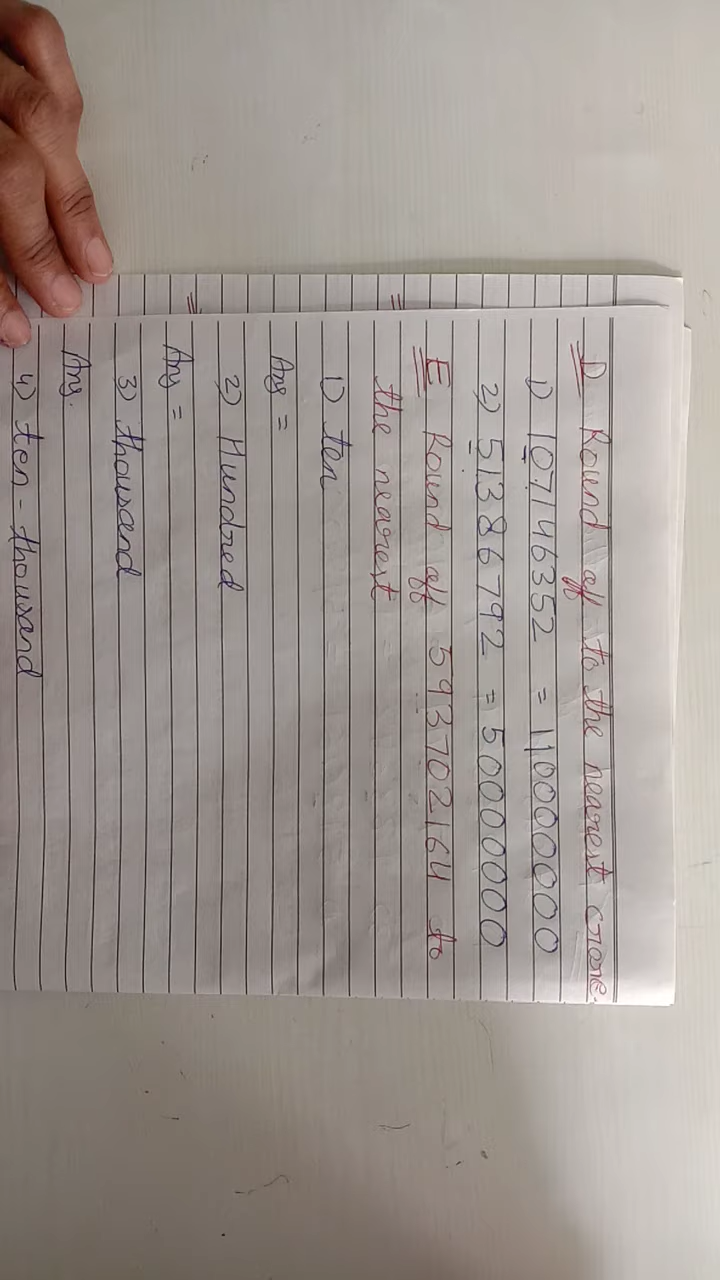 D Round off to the nearest crore.
1) 107146352 = 110000000
2) 51386792 = 50000000
E Round off 593702164 to
the nearest
1) ten
Ans =
2) Hundred
Ans =
3) thousand
Ans.
4) ten - thousand